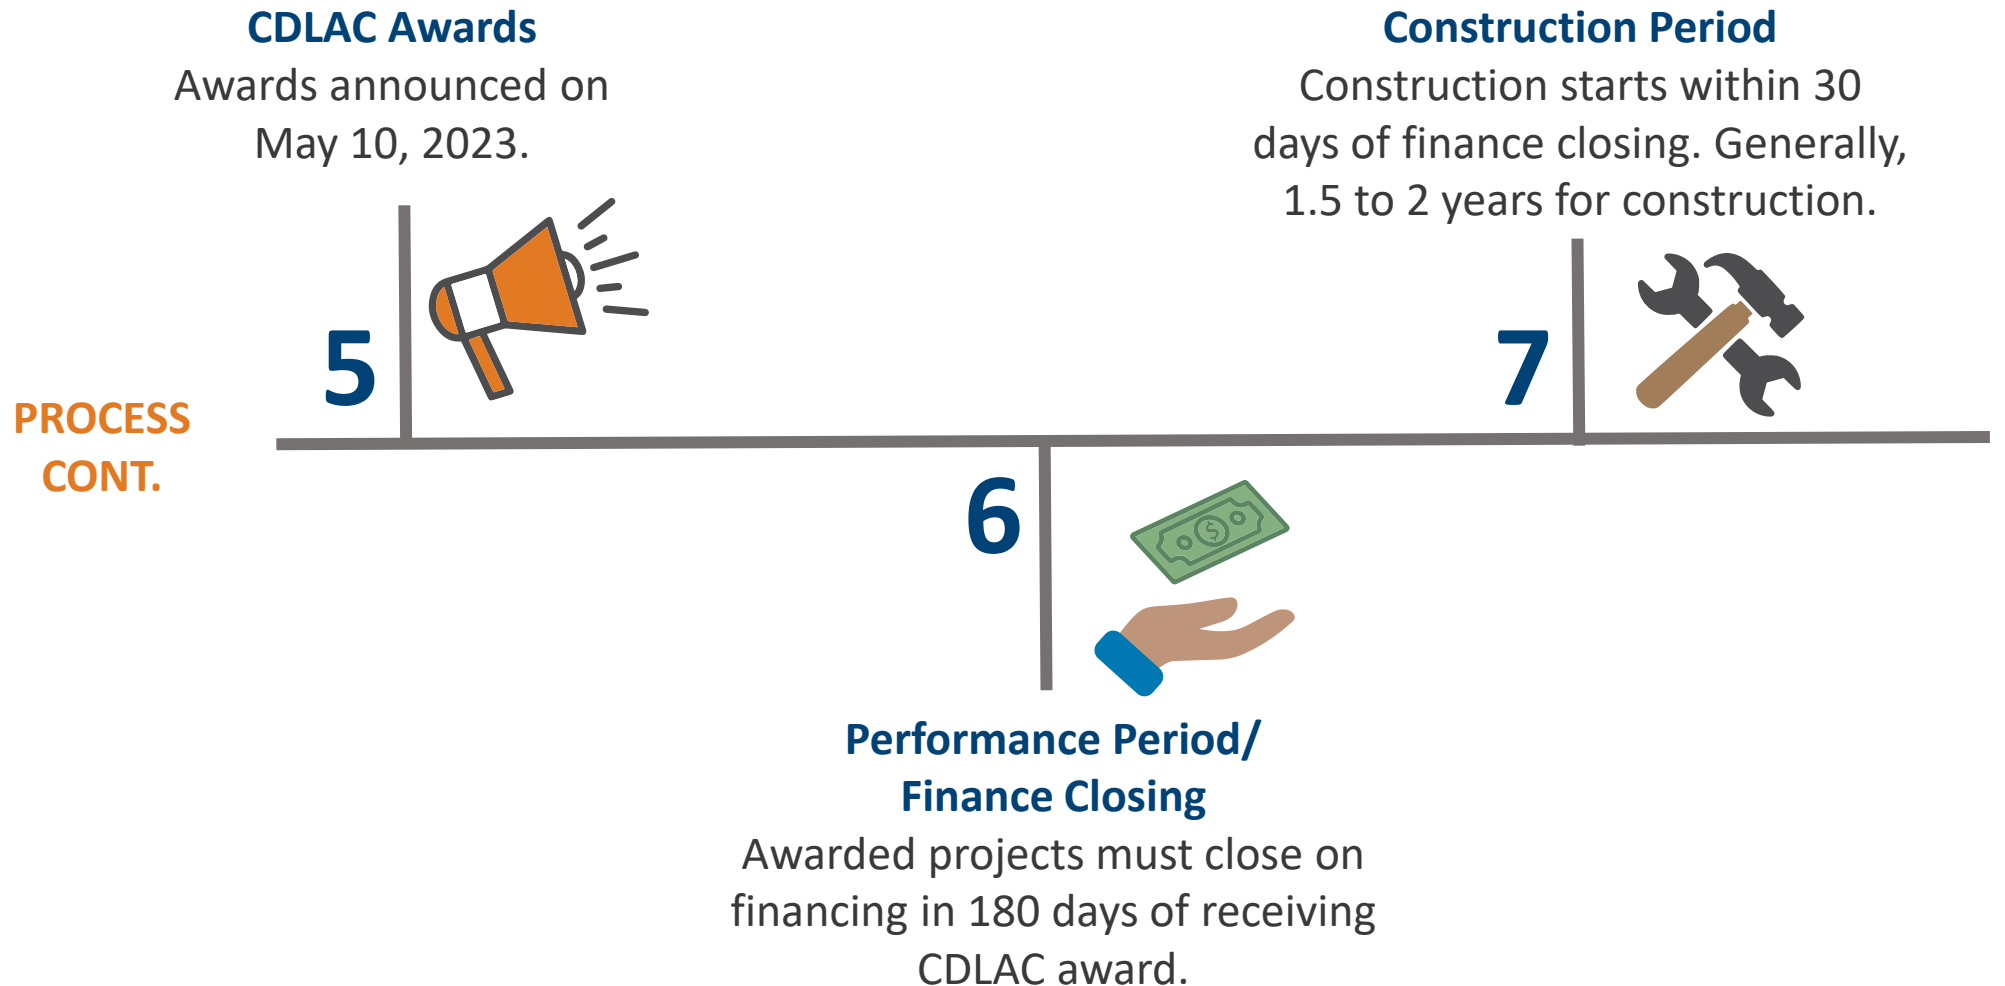 CDLAC Awards
Awards announced on
May 10, 2023.
5
PROCESS
CONT.
6
$
Performance Period/
Finance Closing
Awarded projects must close on
financing in 180 days of receiving
CDLAC award.
Construction Period
Construction starts within 30
days of finance closing. Generally,
1.5 to 2 years for construction.
7